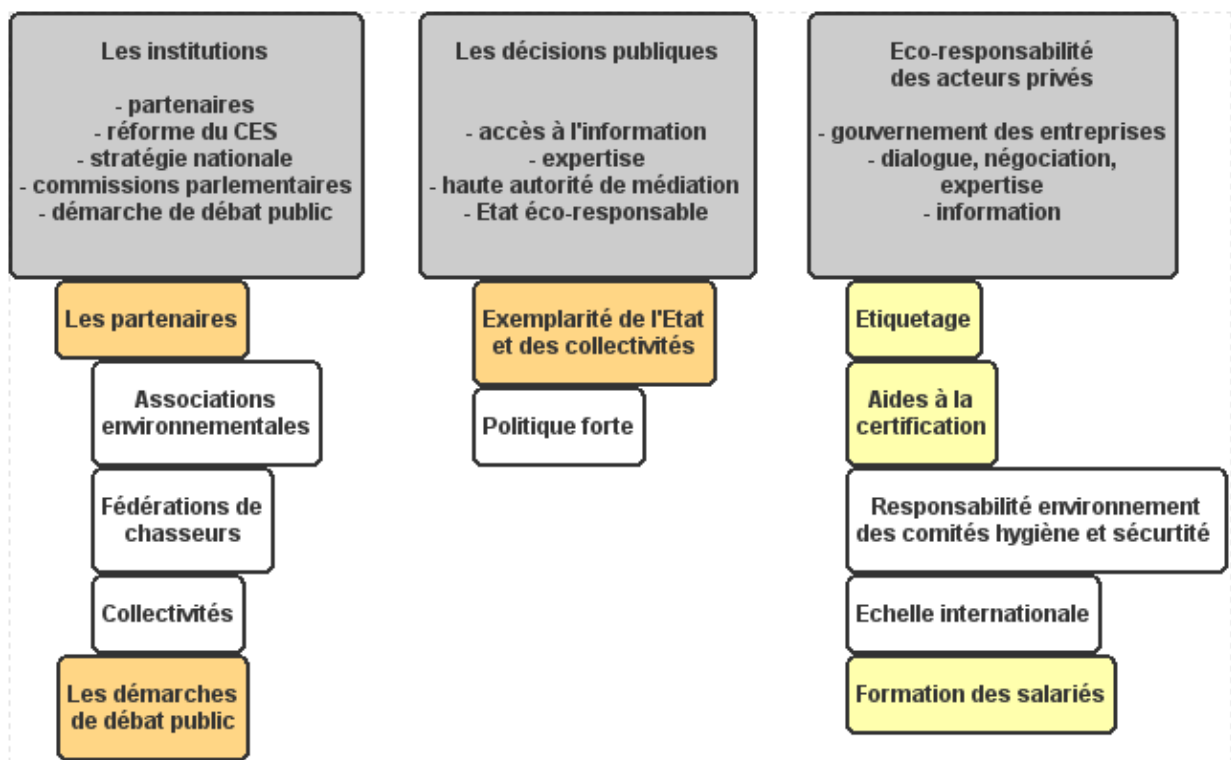 Les institutions
- partenaires
- réforme du CES
- stratégie nationale
- commissions parlementaires
- démarche de débat public
Les partenaires
Associations
environnementales
Fédérations de
chasseurs
Collectivités
Les démarches
de débat public
Les décisions publiques
- accès à l'information
- expertise
- haute autorité de médiation
- Etat éco-responsable
Exemplarité de l'Etat
et des collectivités
Politique forte
Eco-responsabilité
des acteurs privés
- gouvernement des entreprises
- dialogue, négociation,
expertise
- information
Etiquetage
Aides à la
certification
Responsabilité environnement
des comités hygiène et sécurtité
Echelle internationale
Formation des salariés